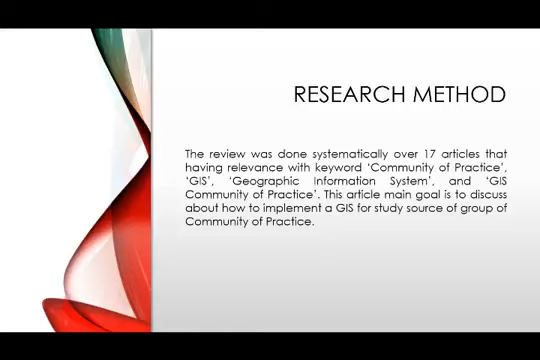 RESEARCH METHOD
The review was done systematically over 17 articles that
having relevance with keyword ‘Community of Practice’,
‘GIS’, ‘Geographic Information System’, and ‘GIS
Community of Practice’. This article main goal is to discuss
about how to implement a GIS for study source of group of
Community of Practice.